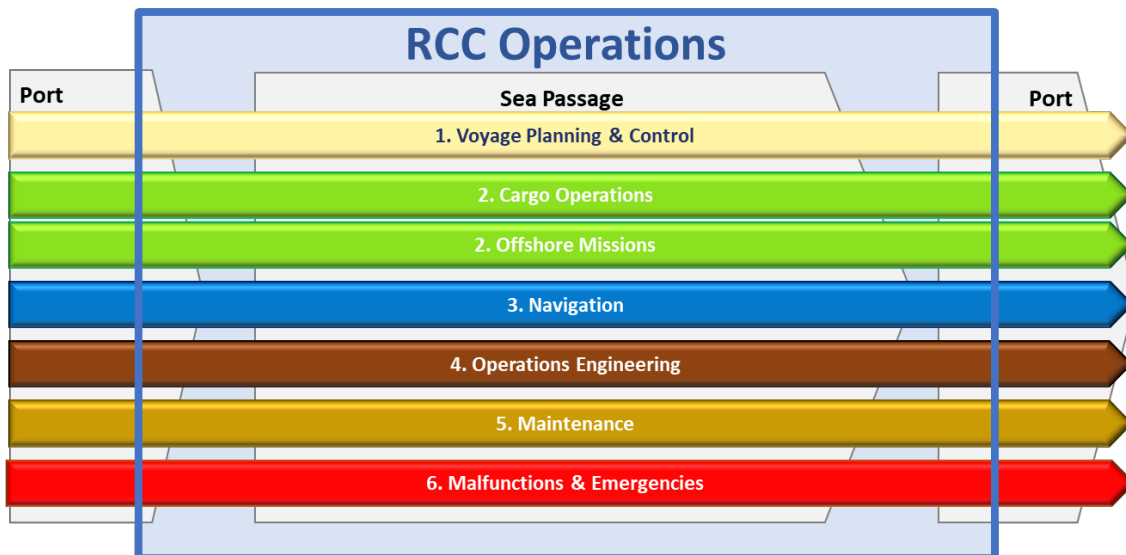 RCC Operations
Port
Sea Passage
Port
1. Voyage Planning & Control
2. Cargo Operations
2. Offshore Missions
3. Navigation
4. Operations Engineering
5. Maintenance
6. Malfunctions & Emergencies